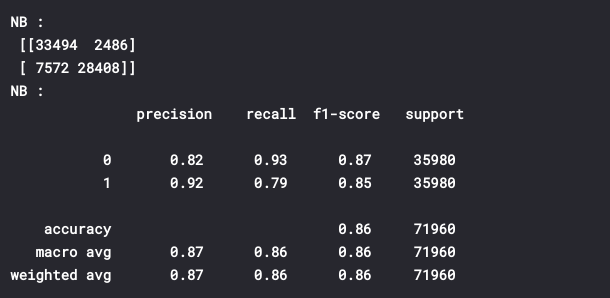 NB :
[[33494  2486]
[ 7572 28408]]
NB :
precision    recall  f1-score   support
0       0.82      0.93      0.87     35980
1       0.92      0.79      0.85     35980
accuracy                           0.86     71960
macro avg       0.87      0.86      0.86     71960
weighted avg       0.87      0.86      0.86     71960